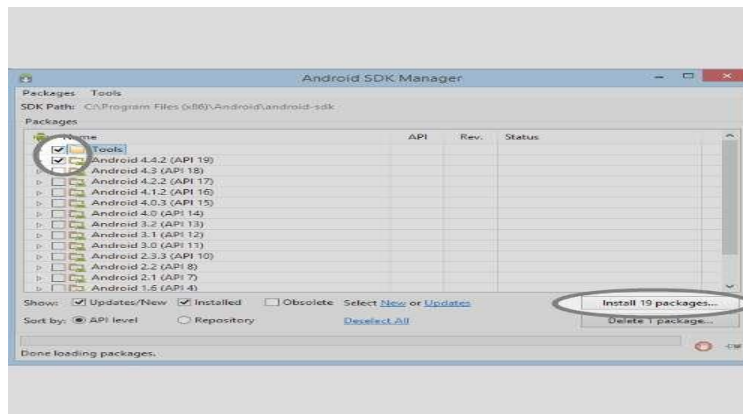 Android SDK Manager
Packages Tools
SDK Path: C:\Program Files (x86)\Android\android-sdk
Packages
Name API Rev. Status
Tools
Android 4.4.2 (API 19)
Android 4.3 (API 18)
Android 4.2.2 (API 17)
Android 4.1.2 (API 16)
Android 4.0.3 (API 15)
Android 4.0 (API 14)
Android 3.2 (API 13)
Android 3.1 (API 12)
Android 3.0 (API 11)
Android 2.3.3 (API 10)
Android 2.2 (API 8)
Android 2.1 (API 7)
Android 1.6 (API 4)
Show: Updates/New Installed Obsolete Select New or Updates Install 19 packages...
Sort by: API level Repository Deselect All Delete 1 package...
Done loading packages.